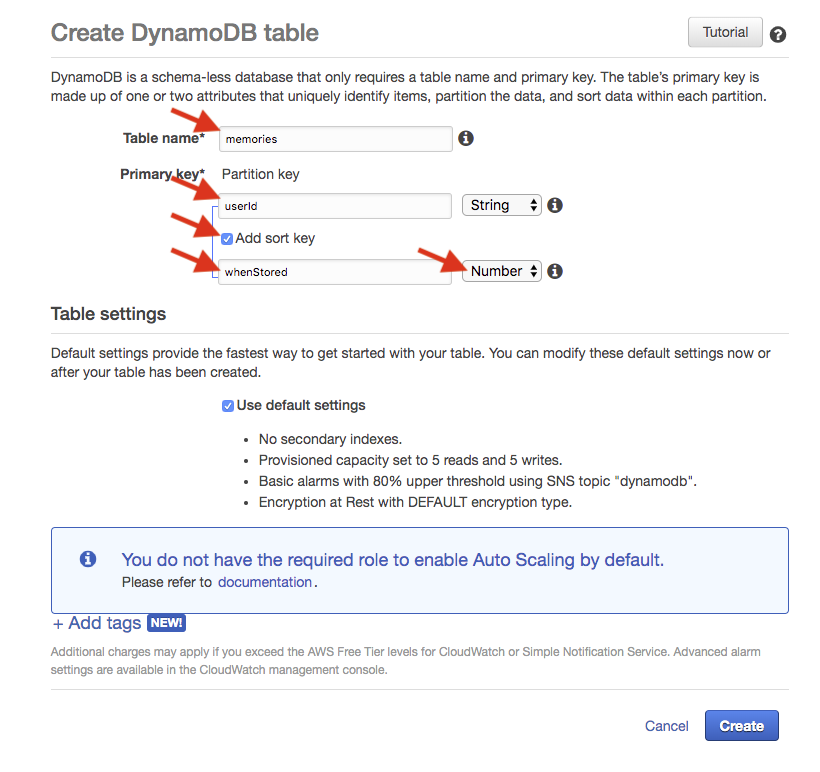 Create DynamoDB table
Tutorial
DynamoDB is a schema-less database that only requires a table name and primary key. The table's primary key is
made up of one or two attributes that uniquely identify items, partition the data, and sort data within each partition.
Table name* memories
Primary key* Partition key
userId String
Add sort key
whenStored Number
Table settings
Default settings provide the fastest way to get started with your table. You can modify these default settings now or
after your table has been created.
Use default settings
• No secondary indexes.
• Provisioned capacity set to 5 reads and 5 writes.
• Basic alarms with 80% upper threshold using SNS topic "dynamodb".
• Encryption at Rest with DEFAULT encryption type.
You do not have the required role to enable Auto Scaling by default.
Please refer to documentation.
+ Add tags NEW!
Additional charges may apply if you exceed the AWS Free Tier levels for CloudWatch or Simple Notification Service. Advanced alarm
settings are available in the CloudWatch management console.
Cancel Create